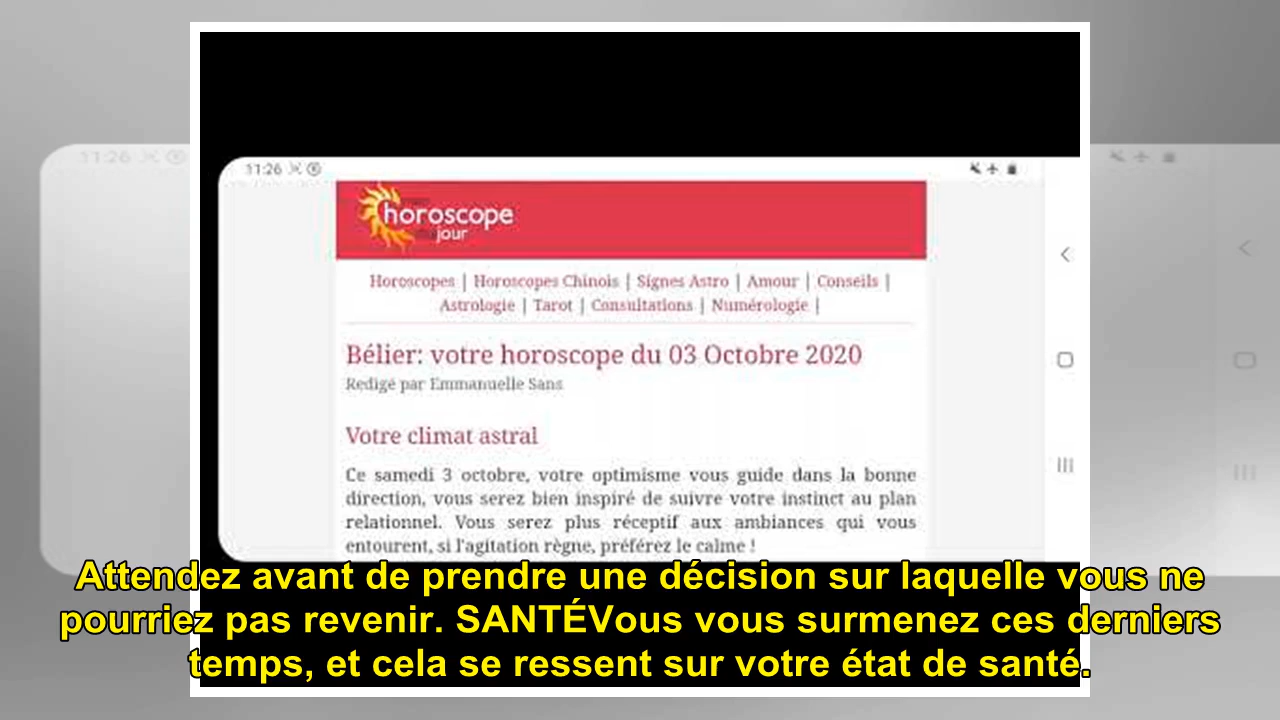 11:26
horoscope
jour
Horoscopes | Horoscopes Chinois | Signes Astro | Amour | Conseils |
Astrologie | Tarot | Consultations | Numérologie |
Bélier: votre horoscope du 03 Octobre 2020
Redigé par Emmanuelle Sans
Votre climat astral
Ce samedi 3 octobre, votre optimisme vous guide dans la bonne
direction, vous serez bien inspiré de suivre votre instinct au plan
relationnel. Vous serez plus réceptif aux ambiances qui vous
entourent, si l'agitation règne, préférez le calme !
Attendez avant de prendre une décision sur laquelle vous ne
pourriez pas revenir. SANTÉVous vous surmenez ces derniers
temps, et cela se ressent sur votre état de santé.